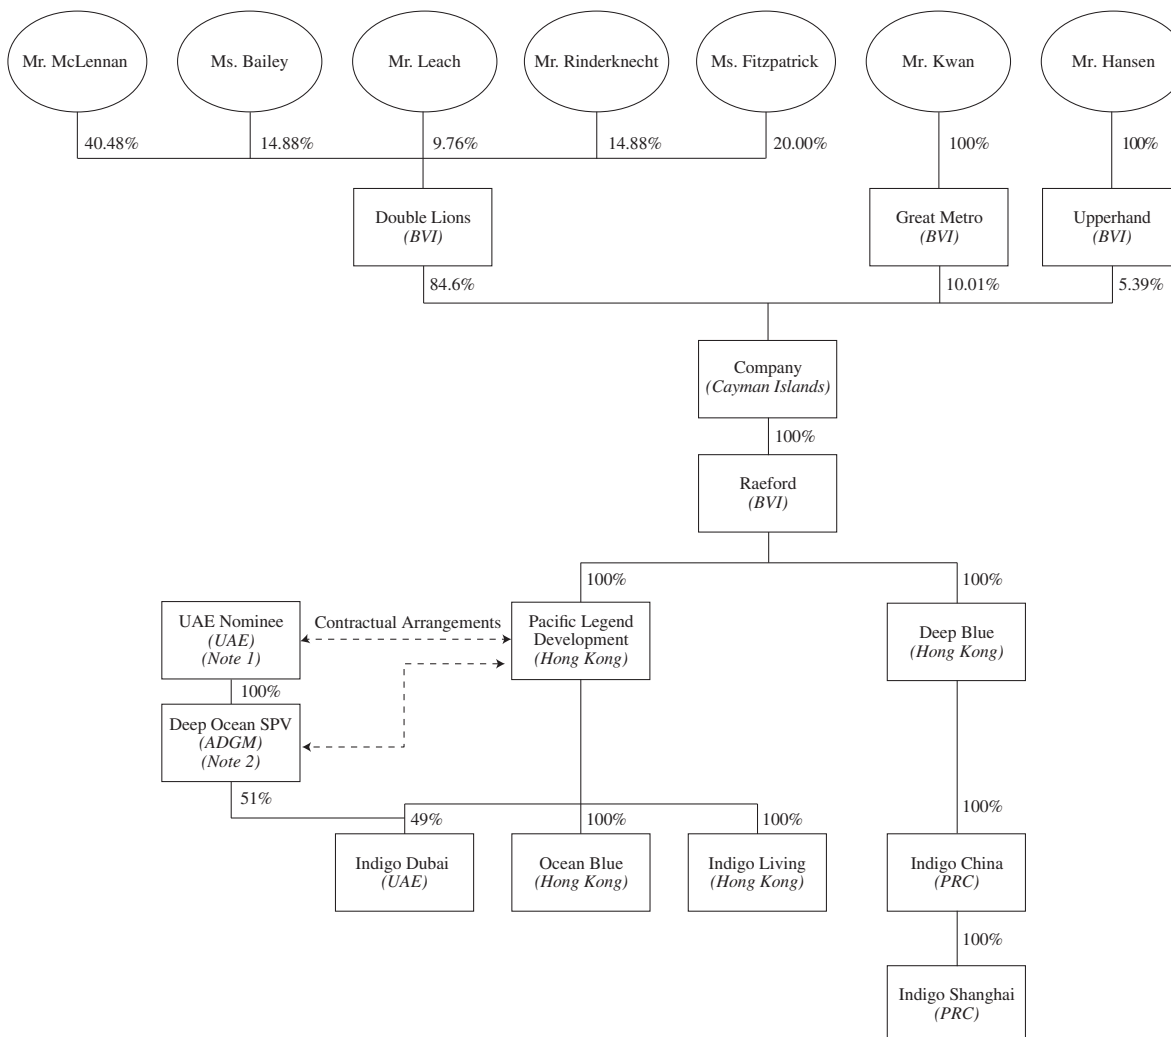 Mr. McLennan
Ms. Bailey
Mr. Leach
Mr. Rinderknecht
Ms. Fitzpatrick
Mr. Kwan
Mr. Hansen
40.48%
14.88%
9.76%
14.88%
20.00%
100%
100%
Double Lions
(BVI)
Great Metro
(BVI)
Upperhand
(BVI)
84.6%
10.01%
5.39%
Company
(Cayman Islands)
100%
Raeford
(BVI)
100%
100%
UAE Nominee
(UAE)
(Note 1)
Contractual Arrangements
Pacific Legend
Development
(Hong Kong)
Deep Blue
(Hong Kong)
100%
Deep Ocean SPV
(ADGM)
(Note 2)
51%
49%
100%
100%
100%
Indigo Dubai
(UAE)
Ocean Blue
(Hong Kong)
Indigo Living
(Hong Kong)
Indigo China
(PRC)
100%
Indigo Shanghai
(PRC)